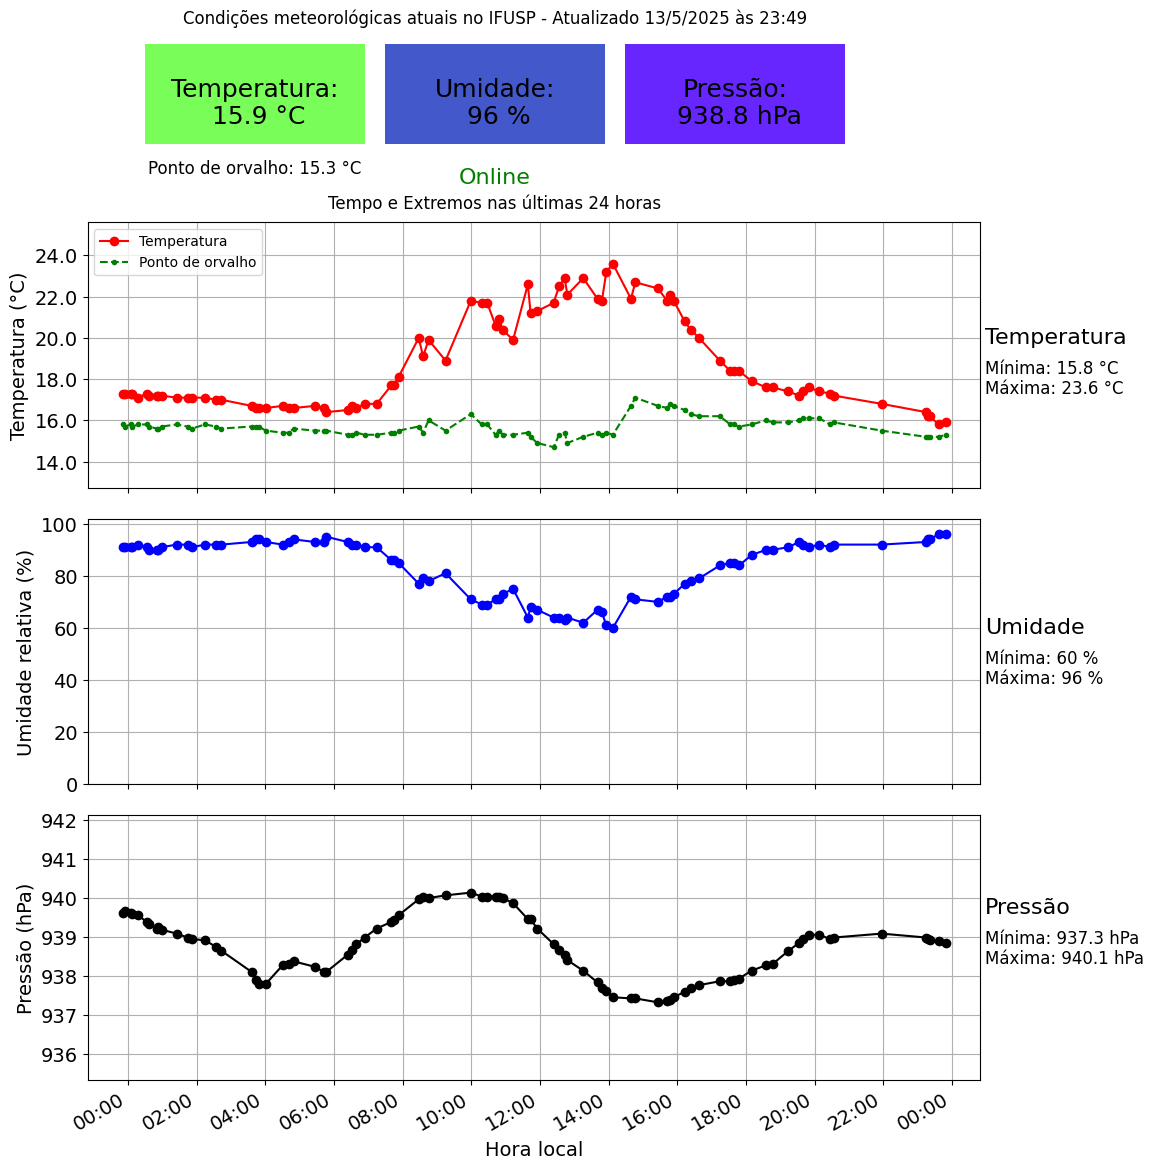 Condições meteorológicas atuais no IFUSP - Atualizado 13/5/2025 às 23:49
Temperatura:
15.9 °C
Umidade:
96 %
Pressão:
938.8 hPa
Ponto de orvalho: 15.3 °C
Online
Tempo e Extremos nas últimas 24 horas
Temperatura
Ponto de orvalho
Temperatura (°C)
24.0
22.0
20.0
18.0
16.0
14.0
Temperatura
Mínima: 15.8 °C
Máxima: 23.6 °C
Umidade relativa (%)
100
80
60
40
20
0
Umidade
Mínima: 60 %
Máxima: 96 %
Pressão (hPa)
942
941
940
939
938
937
936
Pressão
Mínima: 937.3 hPa
Máxima: 940.1 hPa
00:00 02:00 04:00 06:00 08:00 10:00 12:00 14:00 16:00 18:00 20:00 22:00 00:00
Hora local